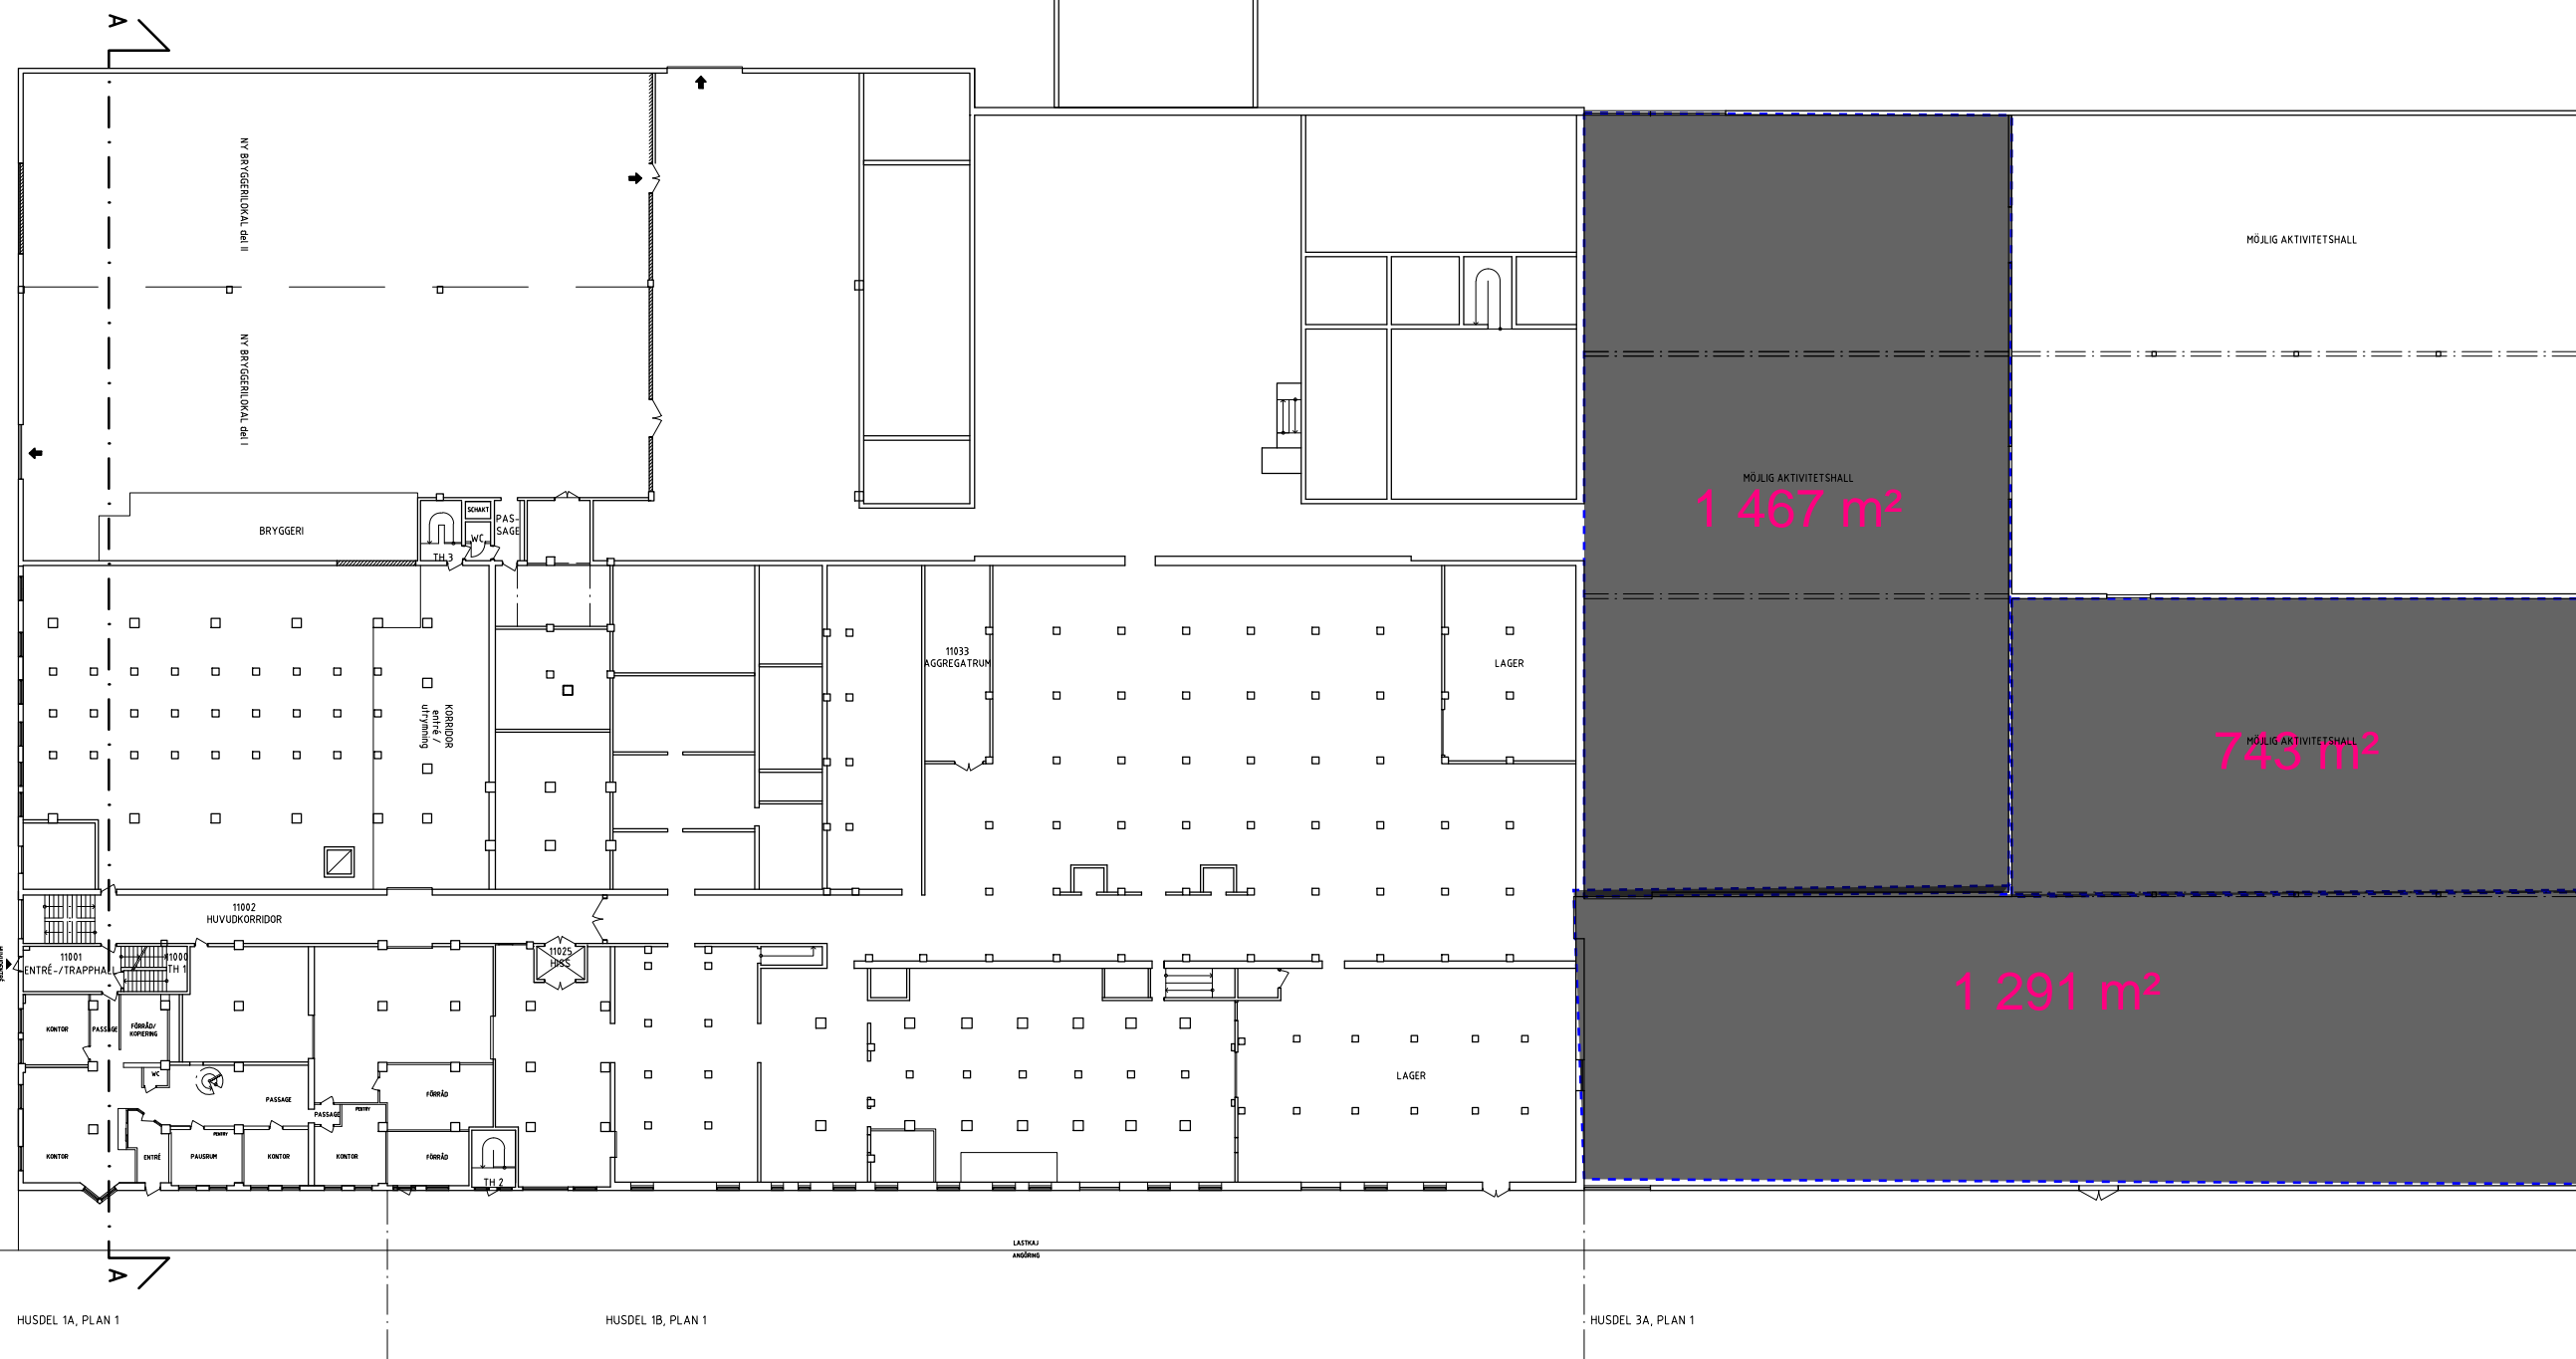 A
NY BRYGGERILOKAL del II
NY BRYGGERILOKAL del I
MÖJLIG AKTIVITETSHALL
MÖJLIG AKTIVITETSHALL
1 467 m²
BRYGGERI
TH 3
SCHAKT
WC
PAS-
SAGE
11033
AGGREGATRUM
LAGER
KORRIDOR
entré /
utrymning
MÖJLIG AKTIVITETSHALL
743 m²
11002
HUVUDKORRIDOR
11001
ENTRÉ-/TRAPPHALL
11000
TH 1
11025
HISS
1 291 m²
KONTOR
PASSAGE
FÖRRÅD/
KOPIERING
WC
PASSAGE
PASSAGE
PENTRY
FÖRRÅD
LAGER
PENTRY
KONTOR
ENTRÉ
PAUSRUM
KONTOR
KONTOR
FÖRRÅD
TH 2
LASTKAJ
ANGÖRING
A
HUSDEL 1A, PLAN 1
HUSDEL 1B, PLAN 1
HUSDEL 3A, PLAN 1